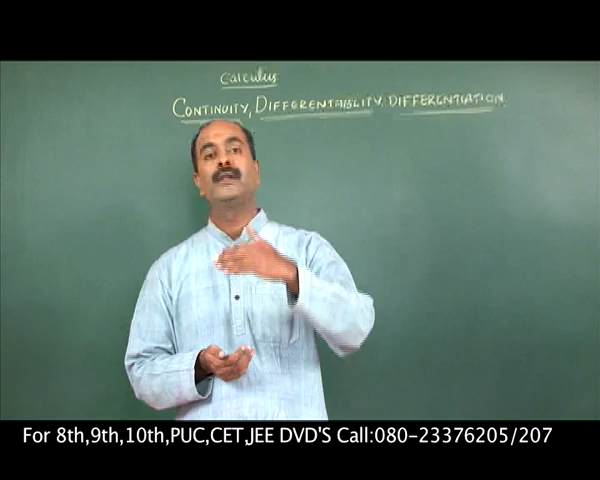 Calculus
CONTINUITY, DIFFERENTIABILITY, DIFFERENTIATION
For 8th,9th,10th,PUC,CET,JEE DVD'S Call:080-23376205/207